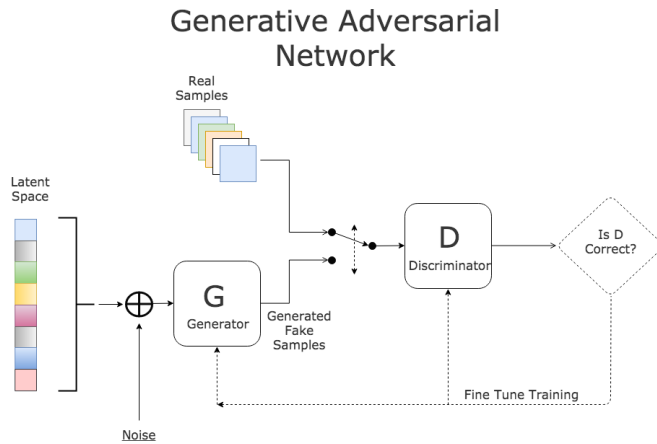 Generative Adversarial
Network
Real
Samples
Latent
Space
G
Generator
Generated
Fake
Samples
D
Discriminator
Is D
Correct?
Fine Tune Training
Noise